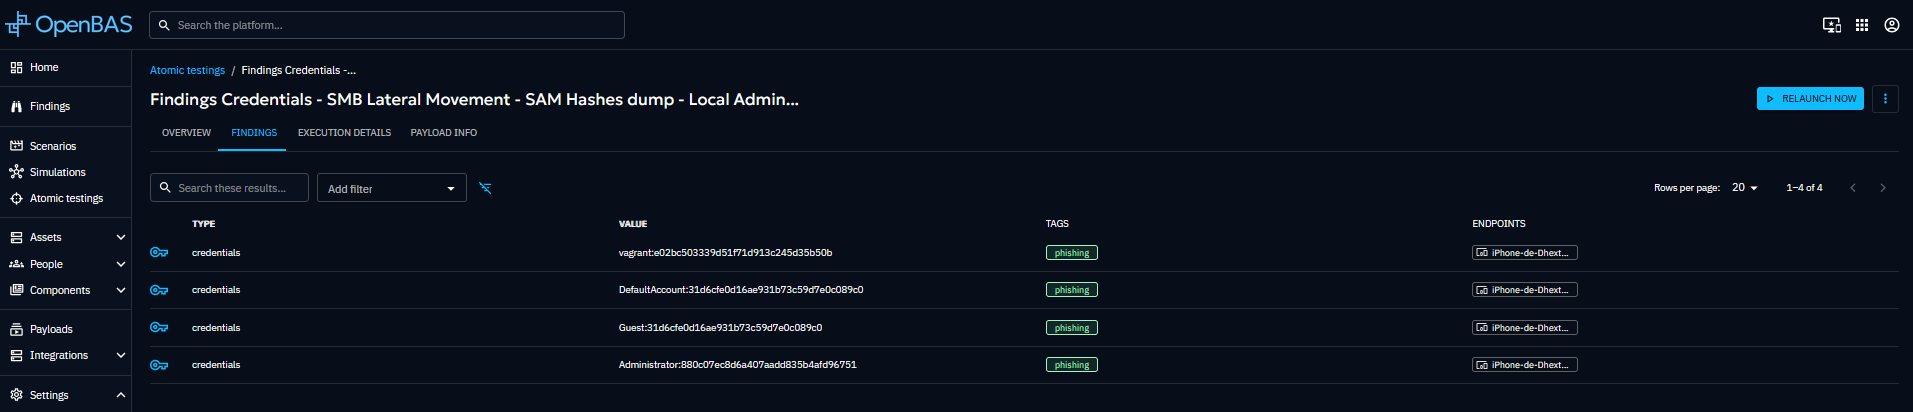 OpenBAS
Search the platform...
Home
Findings
Scenarios
Simulations
Atomic testings
Assets
People
Components
Payloads
Integrations
Settings
Atomic testings / Findings Credentials -...
Findings Credentials - SMB Lateral Movement - SAM Hashes dump - Local Admin...
RELAUNCH NOW
OVERVIEW FINDINGS EXECUTION DETAILS PAYLOAD INFO
Search these results... Add filter Rows per page: 20 1–4 of 4
TYPE VALUE TAGS ENDPOINTS
credentials vagrant:e02bc503339d51f71d913c245d35b50b phishing iPhone-de-Dhext...
credentials DefaultAccount:31d6cfe0d16ae931b73c59d7e0c089c0 phishing iPhone-de-Dhext...
credentials Guest:31d6cfe0d16ae931b73c59d7e0c089c0 phishing iPhone-de-Dhext...
credentials Administrator:880c07ec8d6a407aadd835b4afd96751 phishing iPhone-de-Dhext...